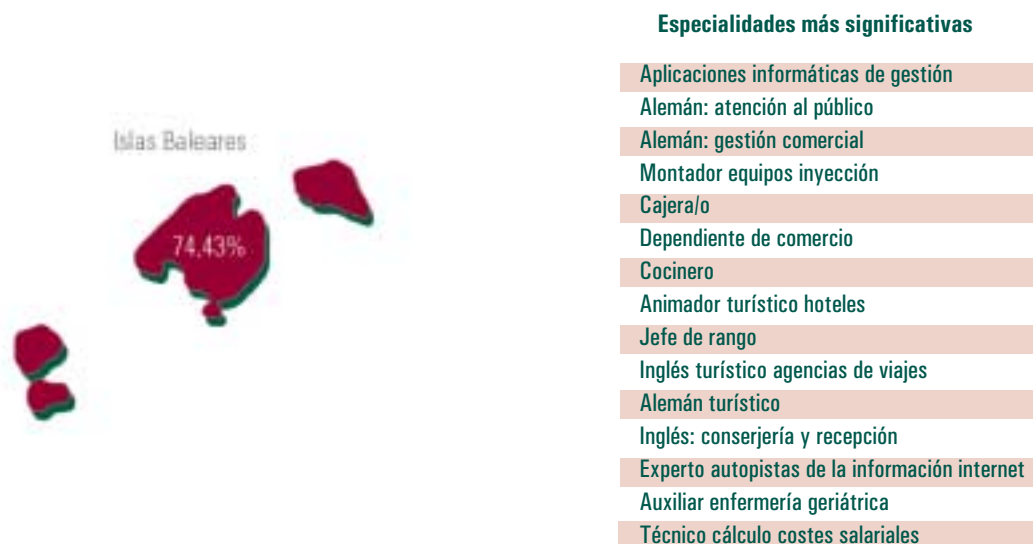 Especialidades más significativas
Aplicaciones informáticas de gestión
Alemán: atención al público
Alemán: gestión comercial
Montador equipos inyección
Cajera/o
Dependiente de comercio
Cocinero
Animador turístico hoteles
Jefe de rango
Inglés turístico agencias de viajes
Alemán turístico
Inglés: conserjería y recepción
Experto autopistas de la información internet
Auxiliar enfermería geriátrica
Técnico cálculo costes salariales
Islas Baleares
74,43%